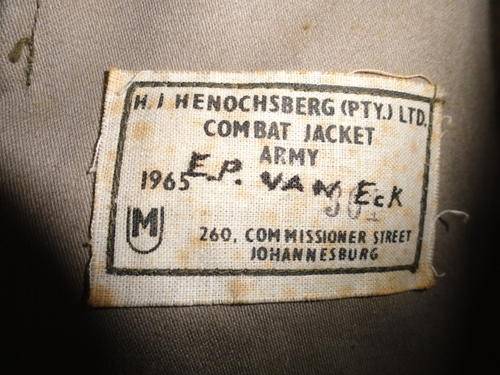 H. J HENOCHSBERG (PTY.) LTD.
COMBAT JACKET
ARMY
1965
E.P. VAN ECK
M
260, COMMISSIONER STREET
JOHANNESBURG